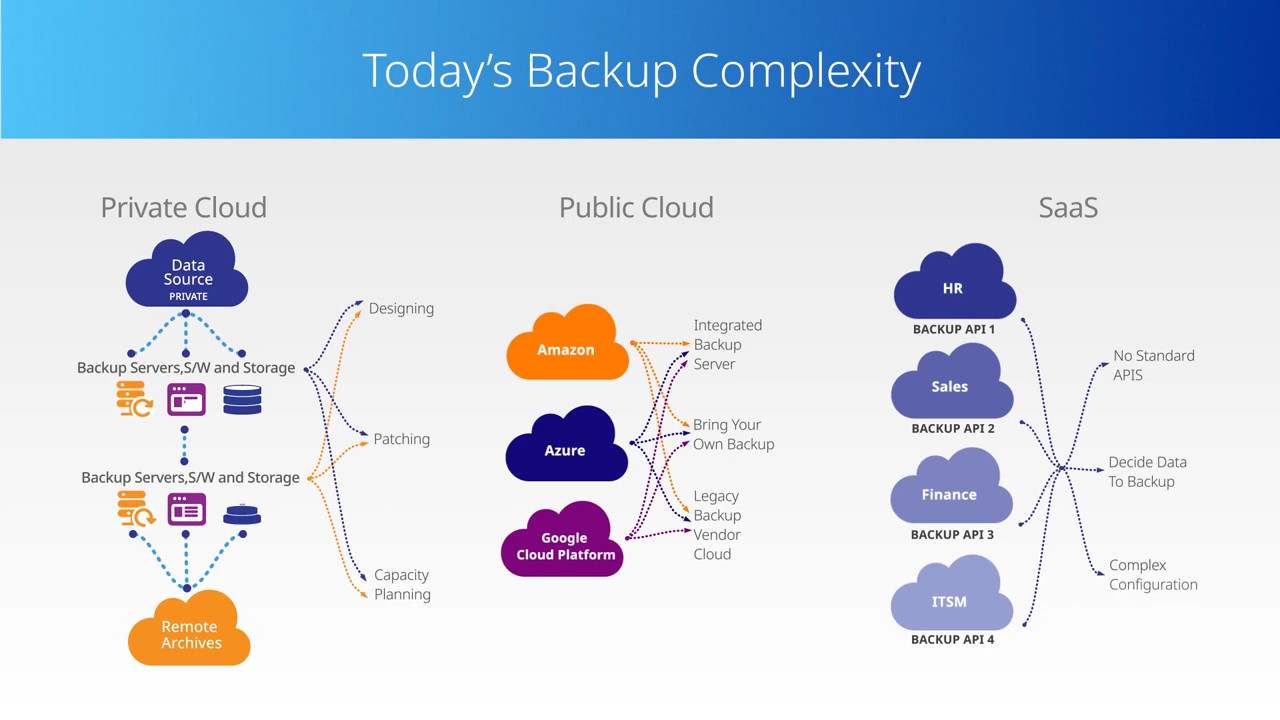 Today’s Backup Complexity
Private Cloud
Data
Source
PRIVATE
Backup Servers,S/W and Storage
Backup Servers,S/W and Storage
Remote
Archives
Designing
Patching
Capacity
Planning
Public Cloud
Amazon
Azure
Google
Cloud Platform
Integrated
Backup
Server
Bring Your
Own Backup
Legacy
Backup
Vendor
Cloud
SaaS
HR
BACKUP API 1
Sales
BACKUP API 2
Finance
BACKUP API 3
ITSM
BACKUP API 4
No Standard
APIS
Decide Data
To Backup
Complex
Configuration